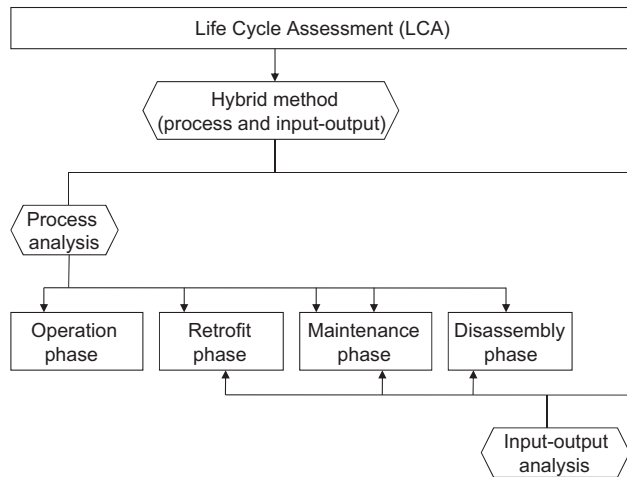 Life Cycle Assessment (LCA)
Hybrid method
(process and input-output)
Process
analysis
Operation
phase
Retrofit
phase
Maintenance
phase
Disassembly
phase
Input-output
analysis